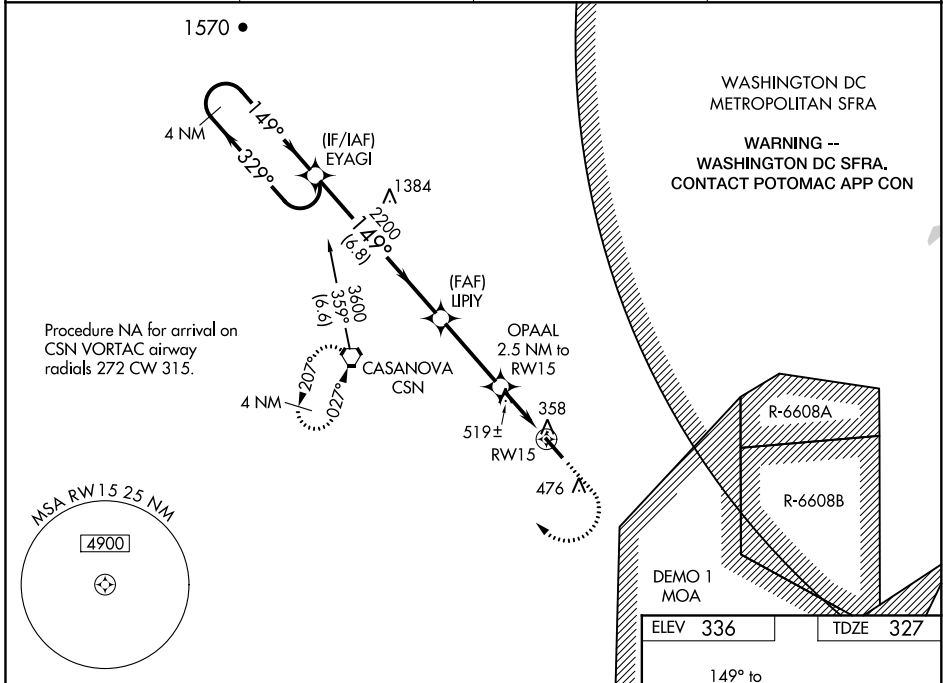 1570
WASHINGTON DC
METROPOLITAN SFRA
WARNING --
WASHINGTON DC SFRA.
CONTACT POTOMAC APP CON
4 NM
149°
329°
(IF/IAF)
EYAGI
1384
2200
149°
(6.8)
(FAF)
LIPIY
3600
359°
(6.6)
Procedure NA for arrival on
CSN VORTAC airway
radials 272 CW 315.
OPAAL
2.5 NM to
RW15
CASANOVA
CSN
207°
027°
4 NM
519±
358
RW15
476
R-6608A
R-6608B
MSA RW15 25 NM
4900
DEMO 1
MOA
ELEV 336
TDZE 327
149° to